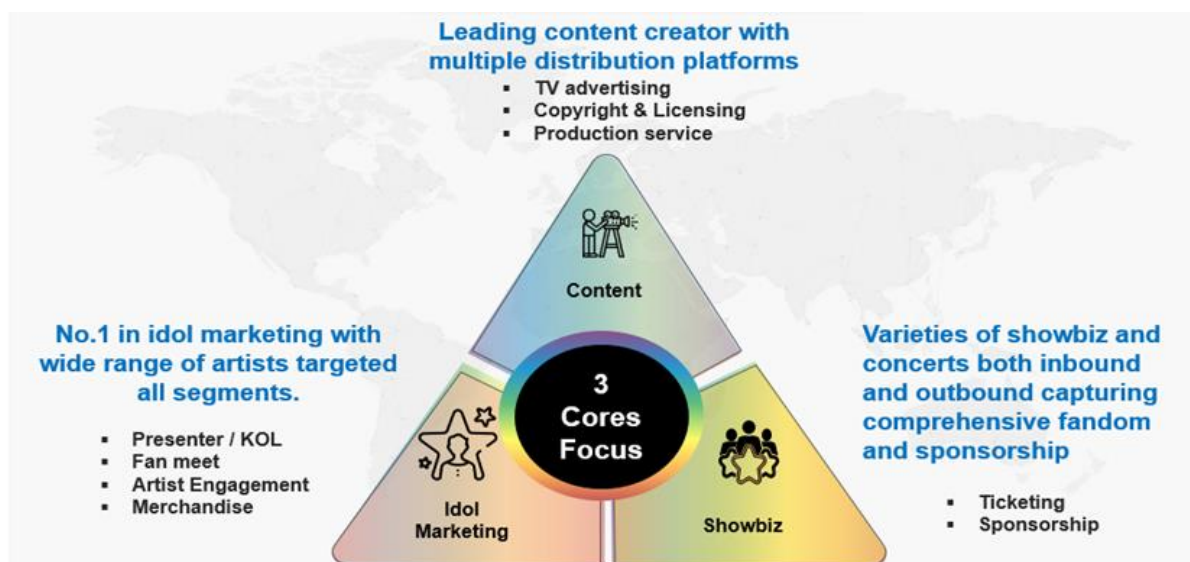 Leading content creator with
multiple distribution platforms
▪ TV advertising
▪ Copyright & Licensing
▪ Production service
Content
No.1 in idol marketing with
wide range of artists targeted
all segments.
▪ Presenter / KOL
▪ Fan meet
▪ Artist Engagement
▪ Merchandise
3
Cores
Focus
Idol
Marketing
Showbiz
Varieties of showbiz and
concerts both inbound
and outbound capturing
comprehensive fandom
and sponsorship
▪ Ticketing
▪ Sponsorship